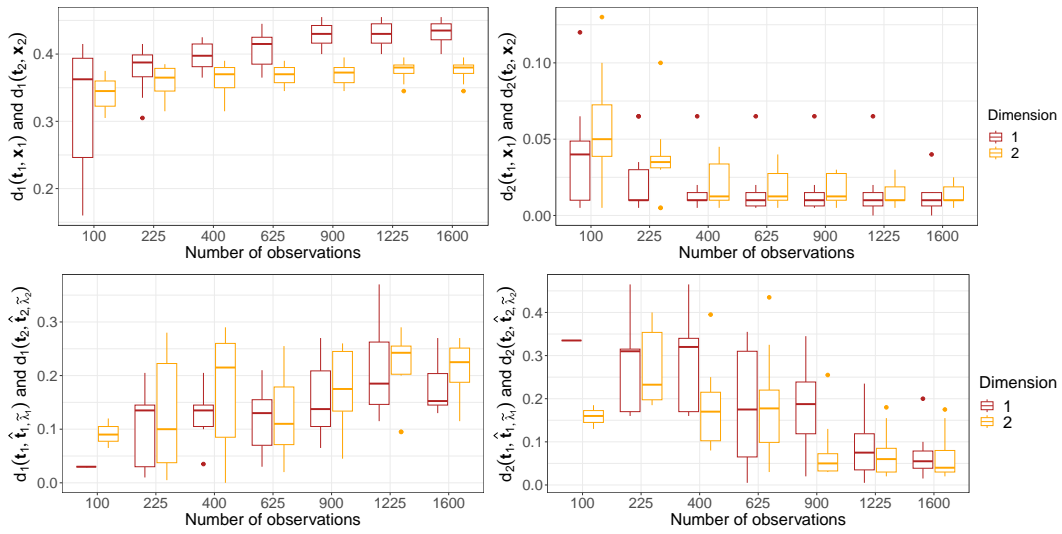 d₁(t₁, x₁) and d₁(t₂, x₂)
0.4
0.3
0.2
100 225 400 625 900 1225 1600
Number of observations
d₂(t₁, x₁) and d₂(t₂, x₂)
0.10
0.05
0.00
100 225 400 625 900 1225 1600
Number of observations
Dimension
1
2
d₁(t₁, t̂₁,λ̃₁) and d₁(t₂, t̂₂,λ̃₂)
0.3
0.2
0.1
0.0
100 225 400 625 900 1225 1600
Number of observations
d₂(t₁, t̂₁,λ̃₁) and d₂(t₂, t̂₂,λ̃₂)
0.4
0.3
0.2
0.1
0.0
100 225 400 625 900 1225 1600
Number of observations
Dimension
1
2